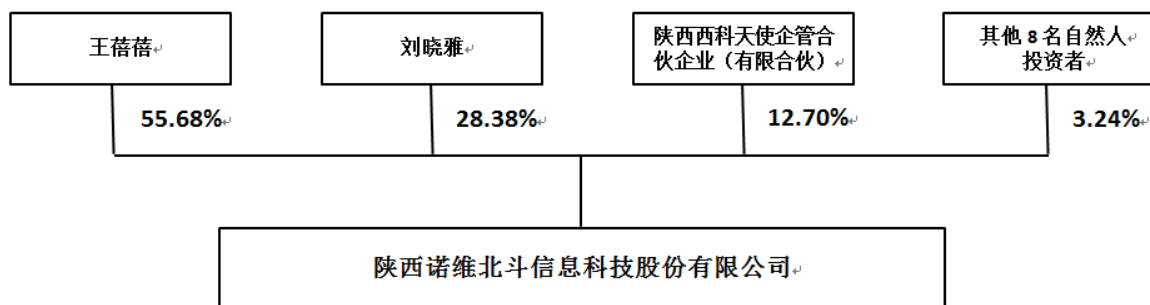 王蓓蓓
刘晓雅
陕西西科天使企管合
伙企业（有限合伙）
其他 8 名自然人
投资者
55.68%
28.38%
12.70%
3.24%
陕西诺维北斗信息科技股份有限公司